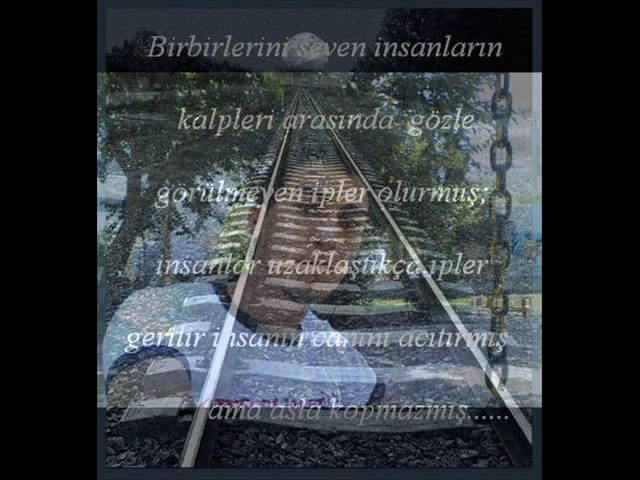 Birbirlerini seven insanların
kalpleri arasında gözle
görülmeyen ipler olurmuş;
insanlar uzaklaştıkça,ipler
gerilir insanın canını acıtırmış
ama asla kopmazmış......